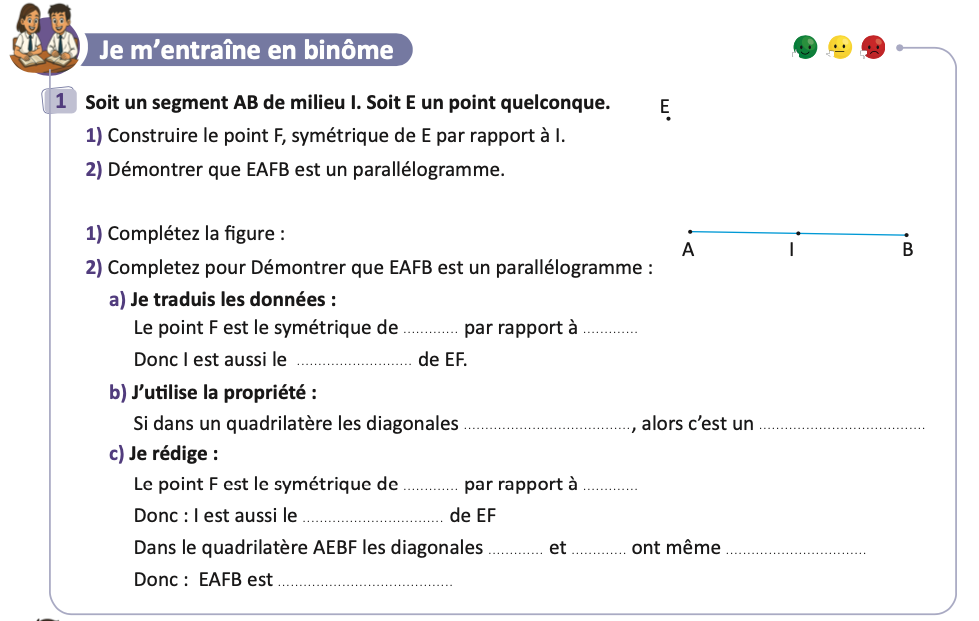 Je m’entraîne en binôme
1 Soit un segment AB de milieu I. Soit E un point quelconque.
E
1) Construire le point F, symétrique de E par rapport à I.
2) Démontrer que EAFB est un parallélogramme.
1) Complétez la figure :
A I B
2) Completez pour Démontrer que EAFB est un parallélogramme :
a) Je traduis les données :
Le point F est le symétrique de ............. par rapport à .............
Donc I est aussi le ........................... de EF.
b) J’utilise la propriété :
Si dans un quadrilatère les diagonales ......................................., alors c’est un .......................................
c) Je rédige :
Le point F est le symétrique de ............. par rapport à .............
Donc : I est aussi le ................................. de EF
Dans le quadrilatère AEBF les diagonales ............. et ............. ont même .................................
Donc : EAFB est .........................................